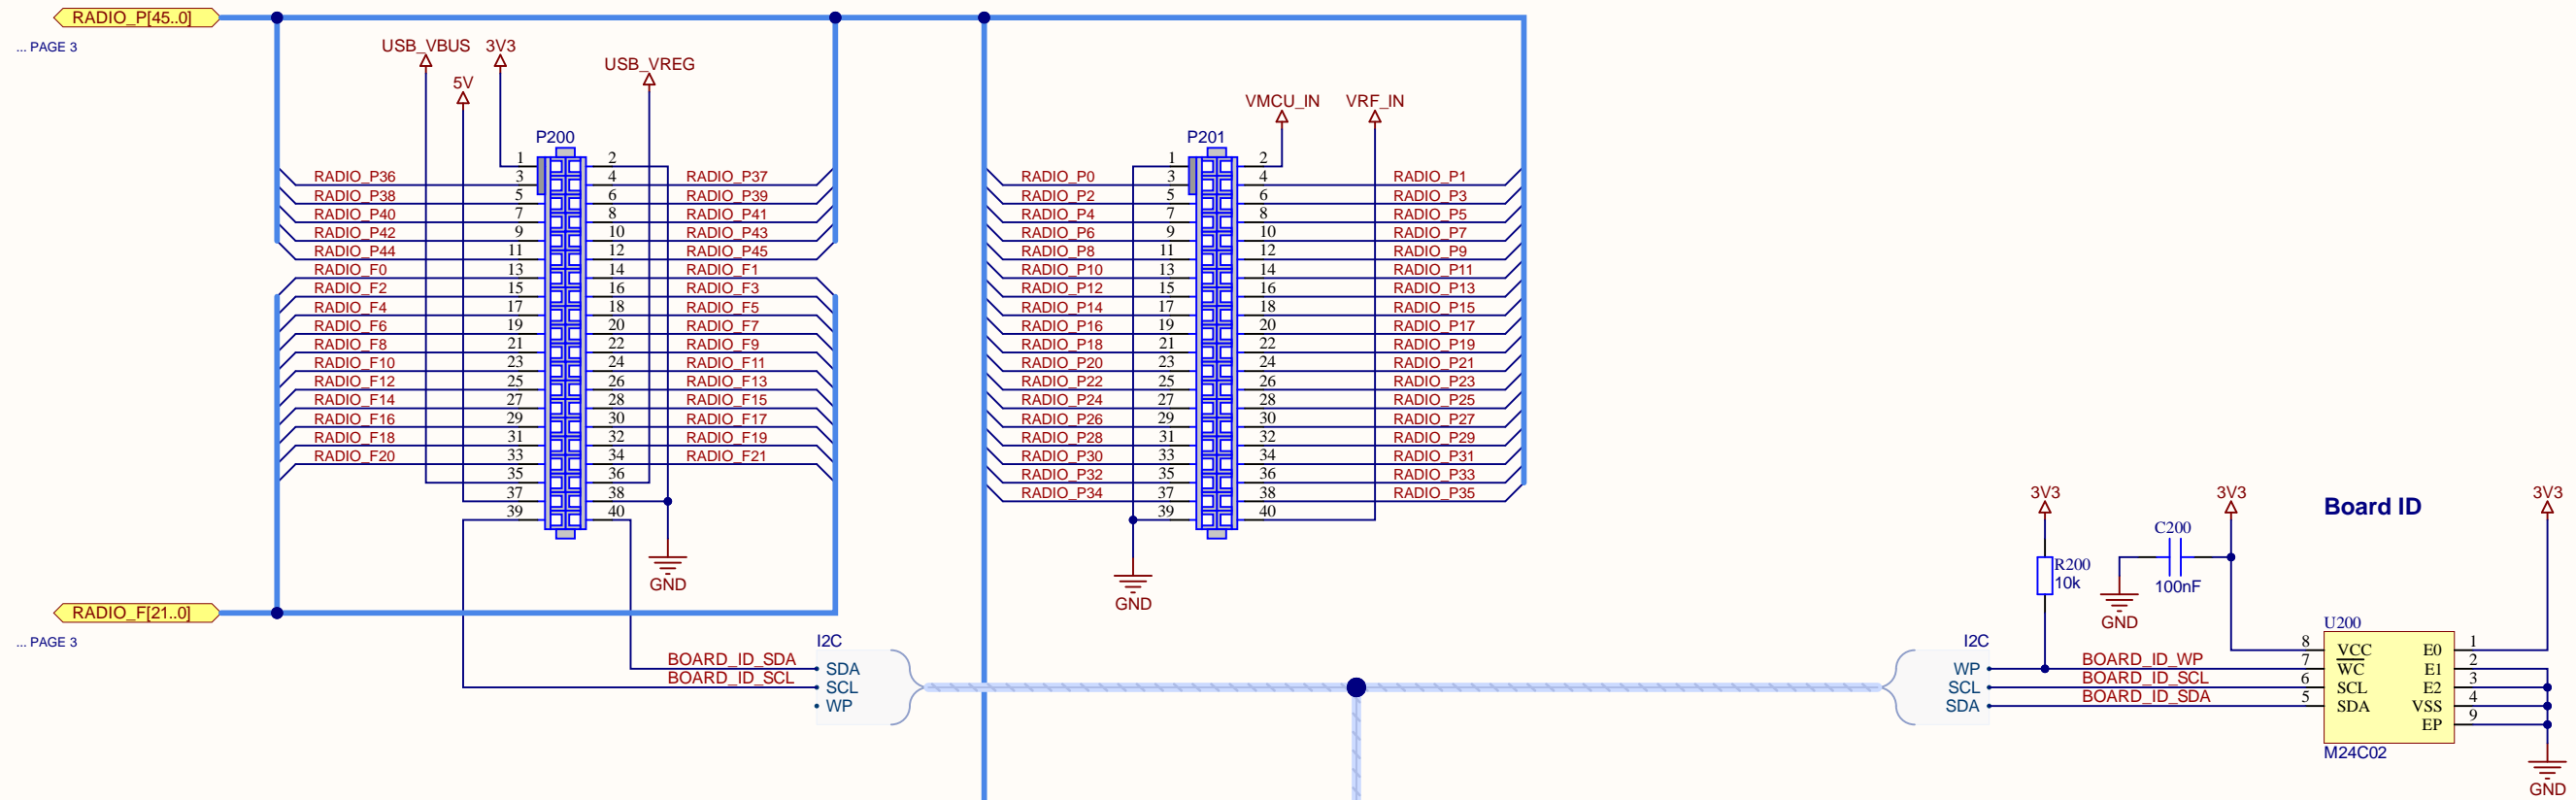 RADIO_P[45..0]
... PAGE 3
USB_VBUS 3V3
5V
USB_VREG
P200
1 2
RADIO_P36 3 4 RADIO_P37
RADIO_P38 5 6 RADIO_P39
RADIO_P40 7 8 RADIO_P41
RADIO_P42 9 10 RADIO_P43
RADIO_P44 11 12 RADIO_P45
RADIO_F0 13 14 RADIO_F1
RADIO_F2 15 16 RADIO_F3
RADIO_F4 17 18 RADIO_F5
RADIO_F6 19 20 RADIO_F7
RADIO_F8 21 22 RADIO_F9
RADIO_F10 23 24 RADIO_F11
RADIO_F12 25 26 RADIO_F13
RADIO_F14 27 28 RADIO_F15
RADIO_F16 29 30 RADIO_F17
RADIO_F18 31 32 RADIO_F19
RADIO_F20 33 34 RADIO_F21
35 36
37 38
39 40
GND
RADIO_F[21..0]
... PAGE 3
VMCU_IN VRF_IN
P201
1 2
RADIO_P0 3 4 RADIO_P1
RADIO_P2 5 6 RADIO_P3
RADIO_P4 7 8 RADIO_P5
RADIO_P6 9 10 RADIO_P7
RADIO_P8 11 12 RADIO_P9
RADIO_P10 13 14 RADIO_P11
RADIO_P12 15 16 RADIO_P13
RADIO_P14 17 18 RADIO_P15
RADIO_P16 19 20 RADIO_P17
RADIO_P18 21 22 RADIO_P19
RADIO_P20 23 24 RADIO_P21
RADIO_P22 25 26 RADIO_P23
RADIO_P24 27 28 RADIO_P25
RADIO_P26 29 30 RADIO_P27
RADIO_P28 31 32 RADIO_P29
RADIO_P30 33 34 RADIO_P31
RADIO_P32 35 36 RADIO_P33
RADIO_P34 37 38 RADIO_P35
39 40
GND
I2C
BOARD_ID_SDA SDA
BOARD_ID_SCL SCL
WP
Board ID
3V3 3V3 3V3
C200
100nF
R200
10k
GND
I2C
WP BOARD_ID_WP
SCL BOARD_ID_SCL
SDA BOARD_ID_SDA
U200
8 VCC E0 1
7 WC E1 2
6 SCL E2 3
5 SDA VSS 4
EP 9
M24C02
GND